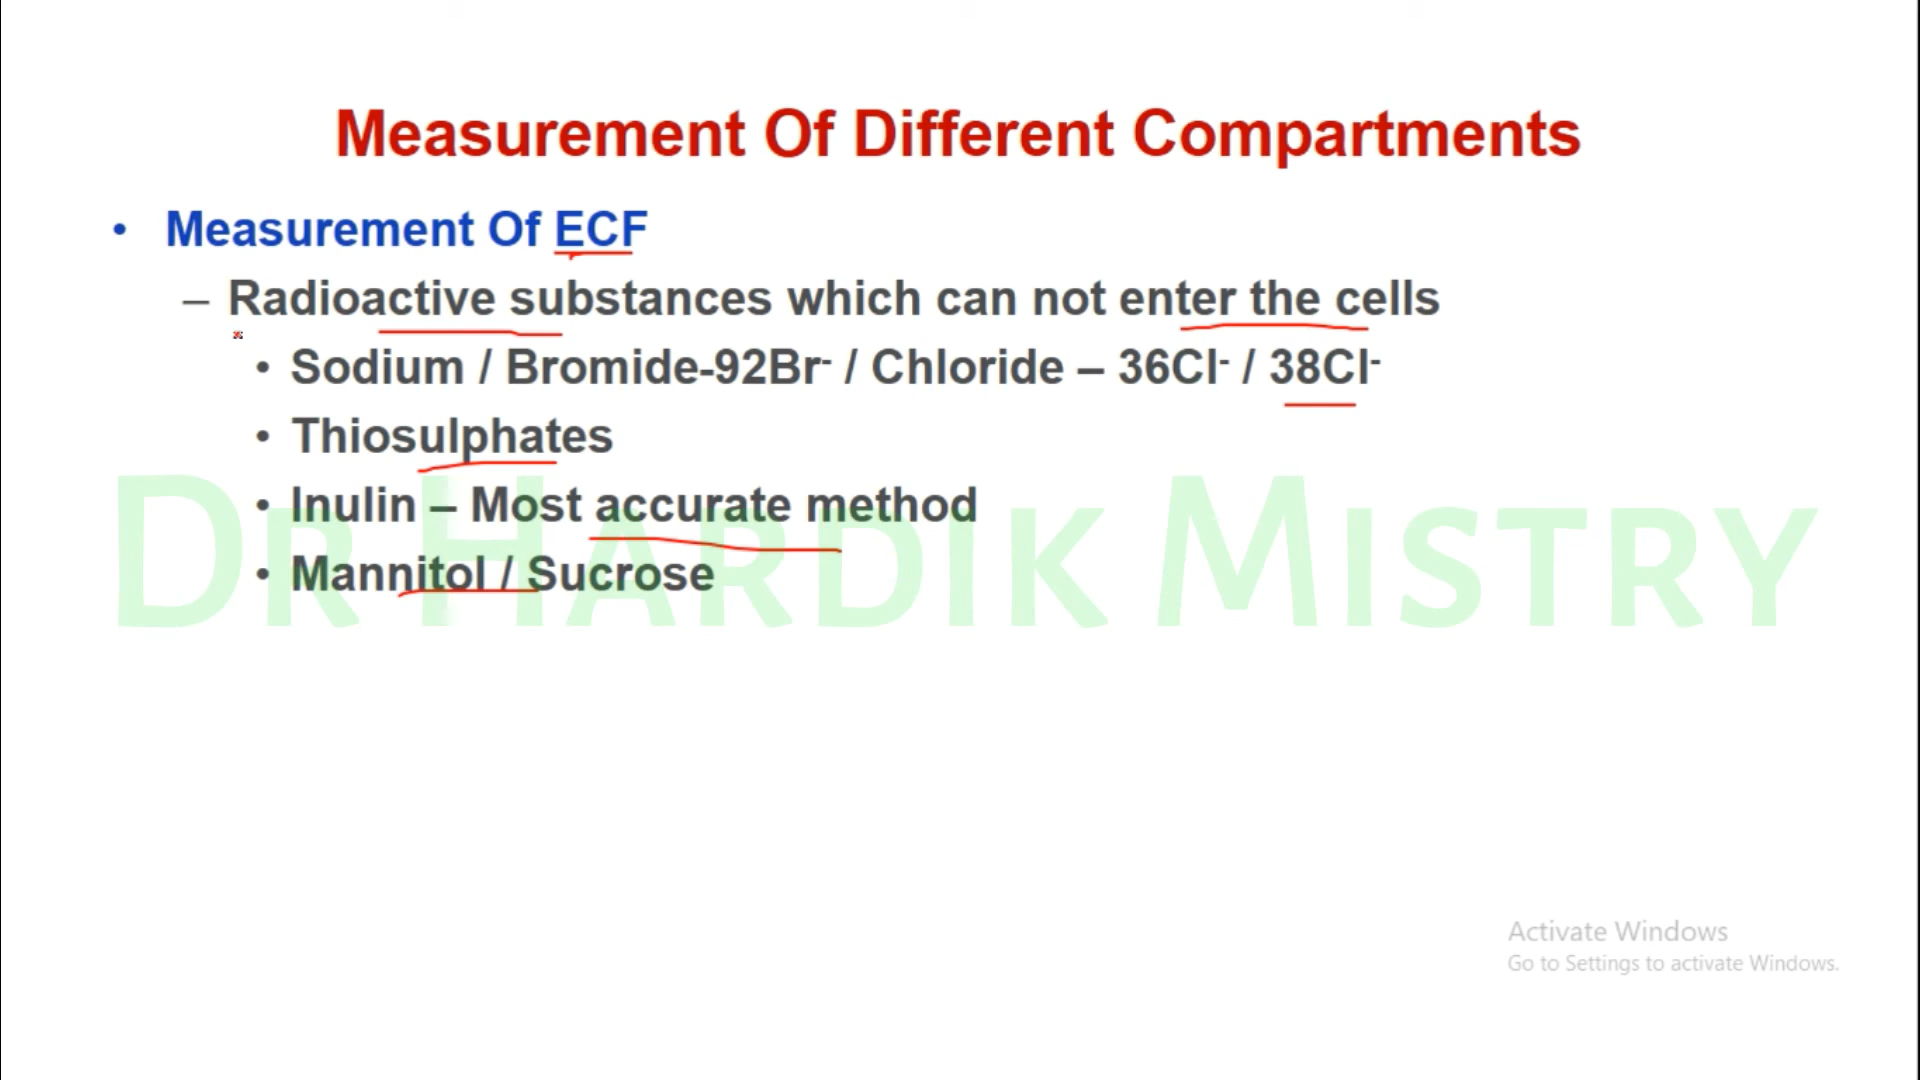 Measurement Of Different Compartments
• Measurement Of ECF
– Radioactive substances which can not enter the cells
• Sodium / Bromide-92Br- / Chloride – 36Cl- / 38Cl-
• Thiosulphates
• Inulin – Most accurate method
• Mannitol / Sucrose
Dr Hardik Mistry
Activate Windows
Go to Settings to activate Windows.